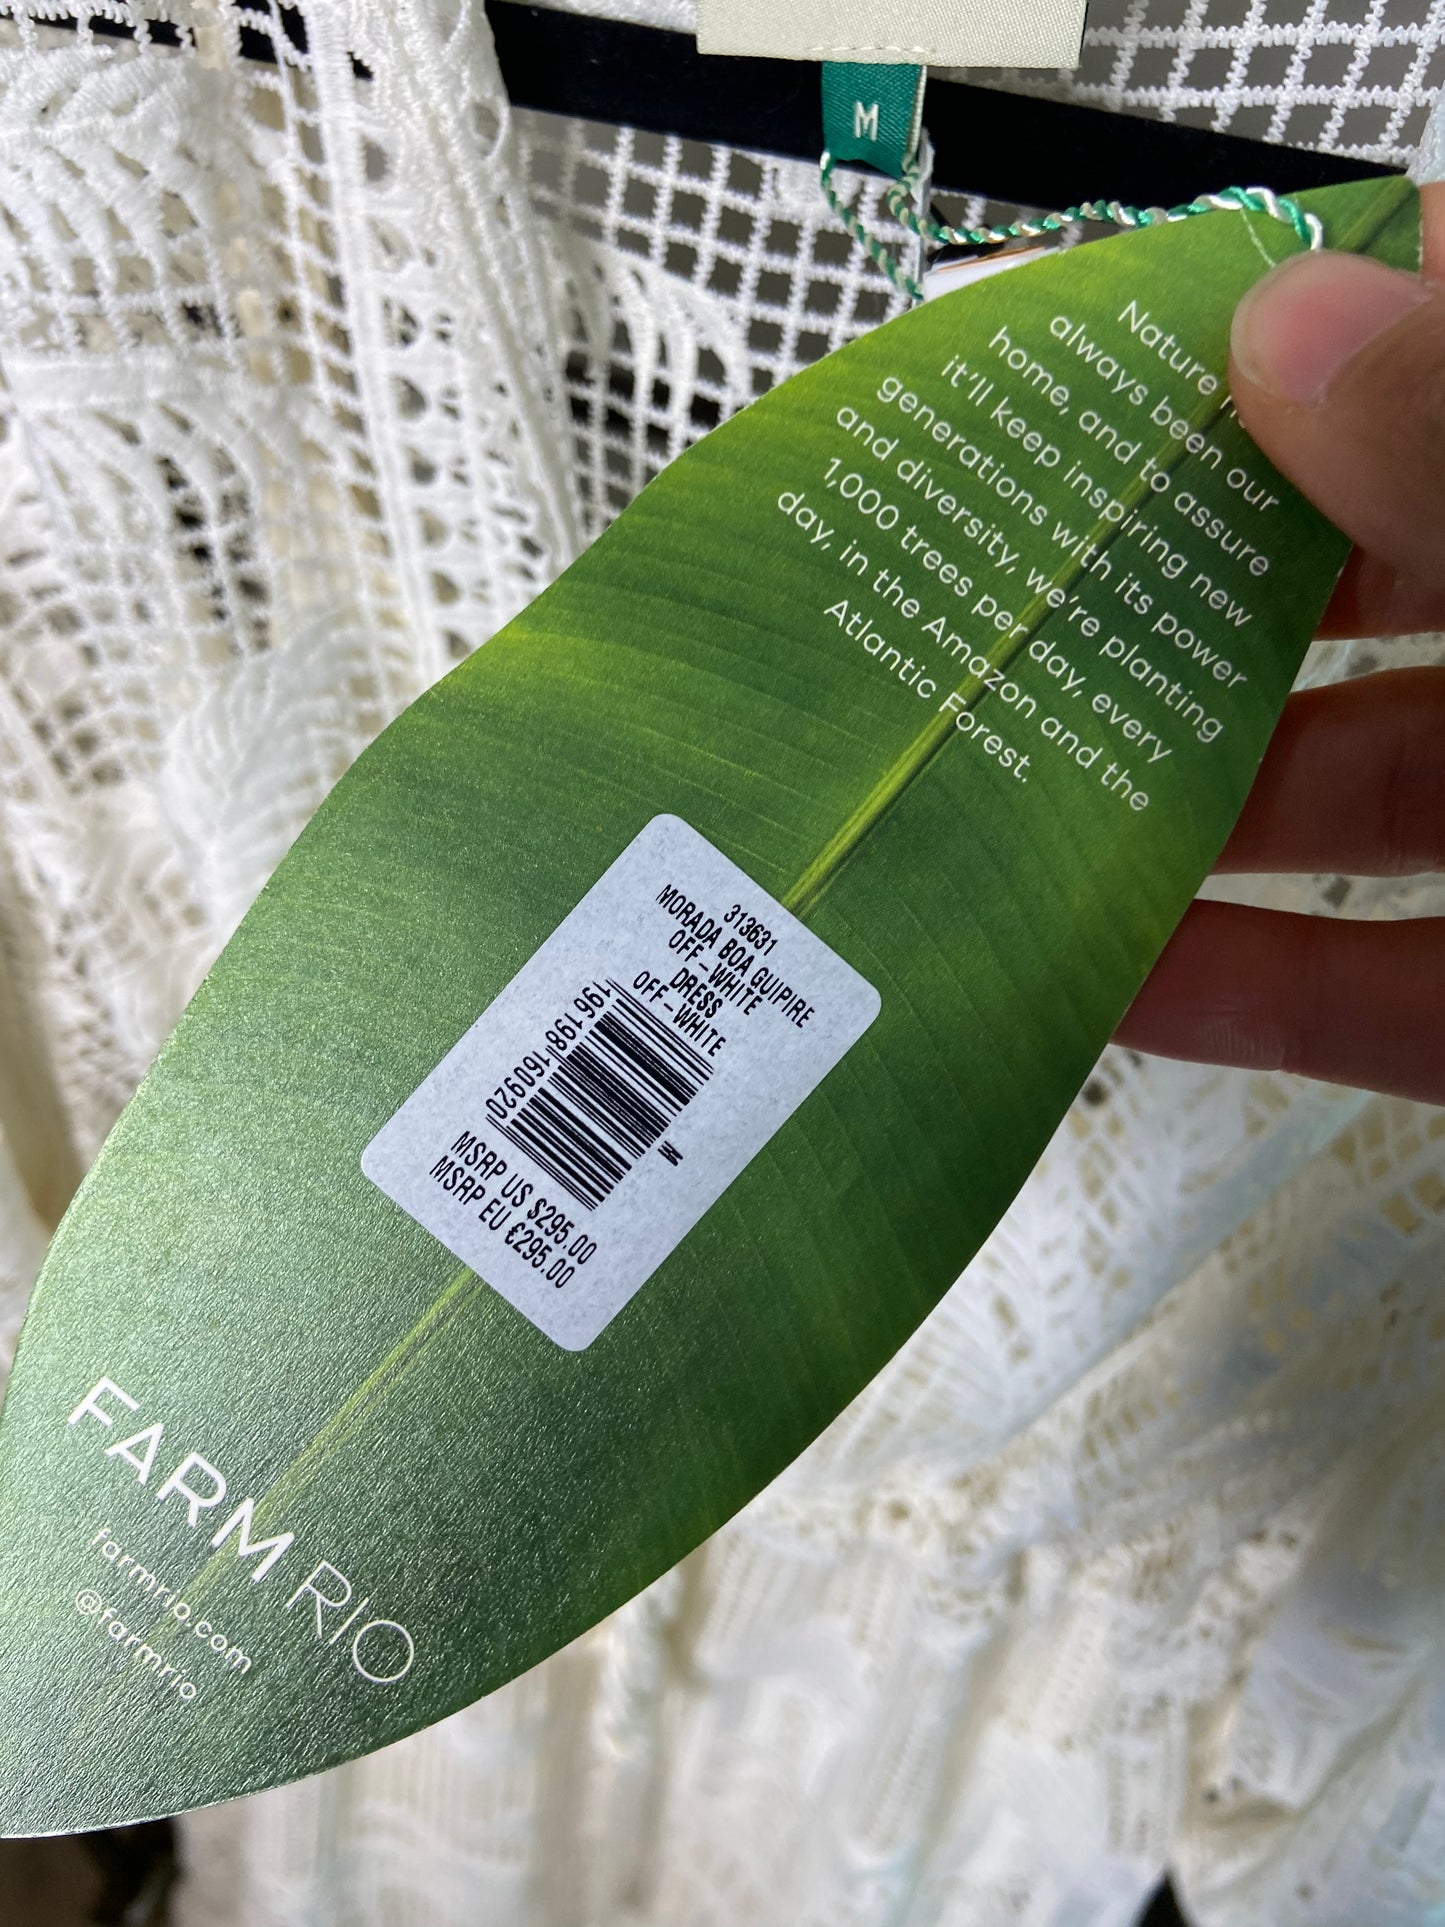 M
Nature
always been our
home, and to assure
it'll keep inspiring new
generations with its power
and diversity, we're planting
1,000 trees per day, every
day, in the Amazon and the
Atlantic Forest.
313631
MORADA BOA GUIPIRE
OFF-WHITE
DRESS
OFF-WHITE
196198 160920
M
MSRP US $295.00
MSRP EU €295.00
FARM RIO
farmrio.com
@farmrio